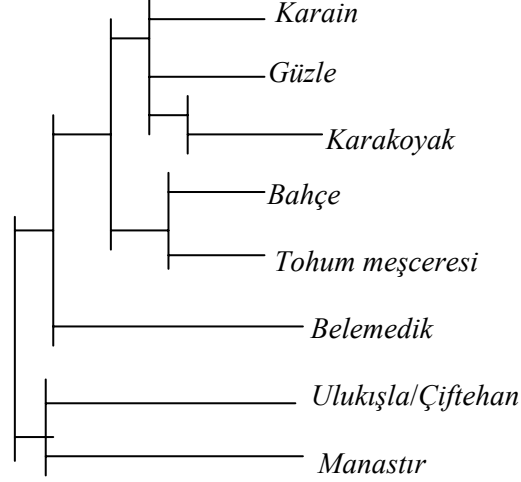 Karain
Güzle
Karakoyak
Bahçe
Tohum meşceresi
Belemedik
Ulukışla/Çiftehan
Manastır